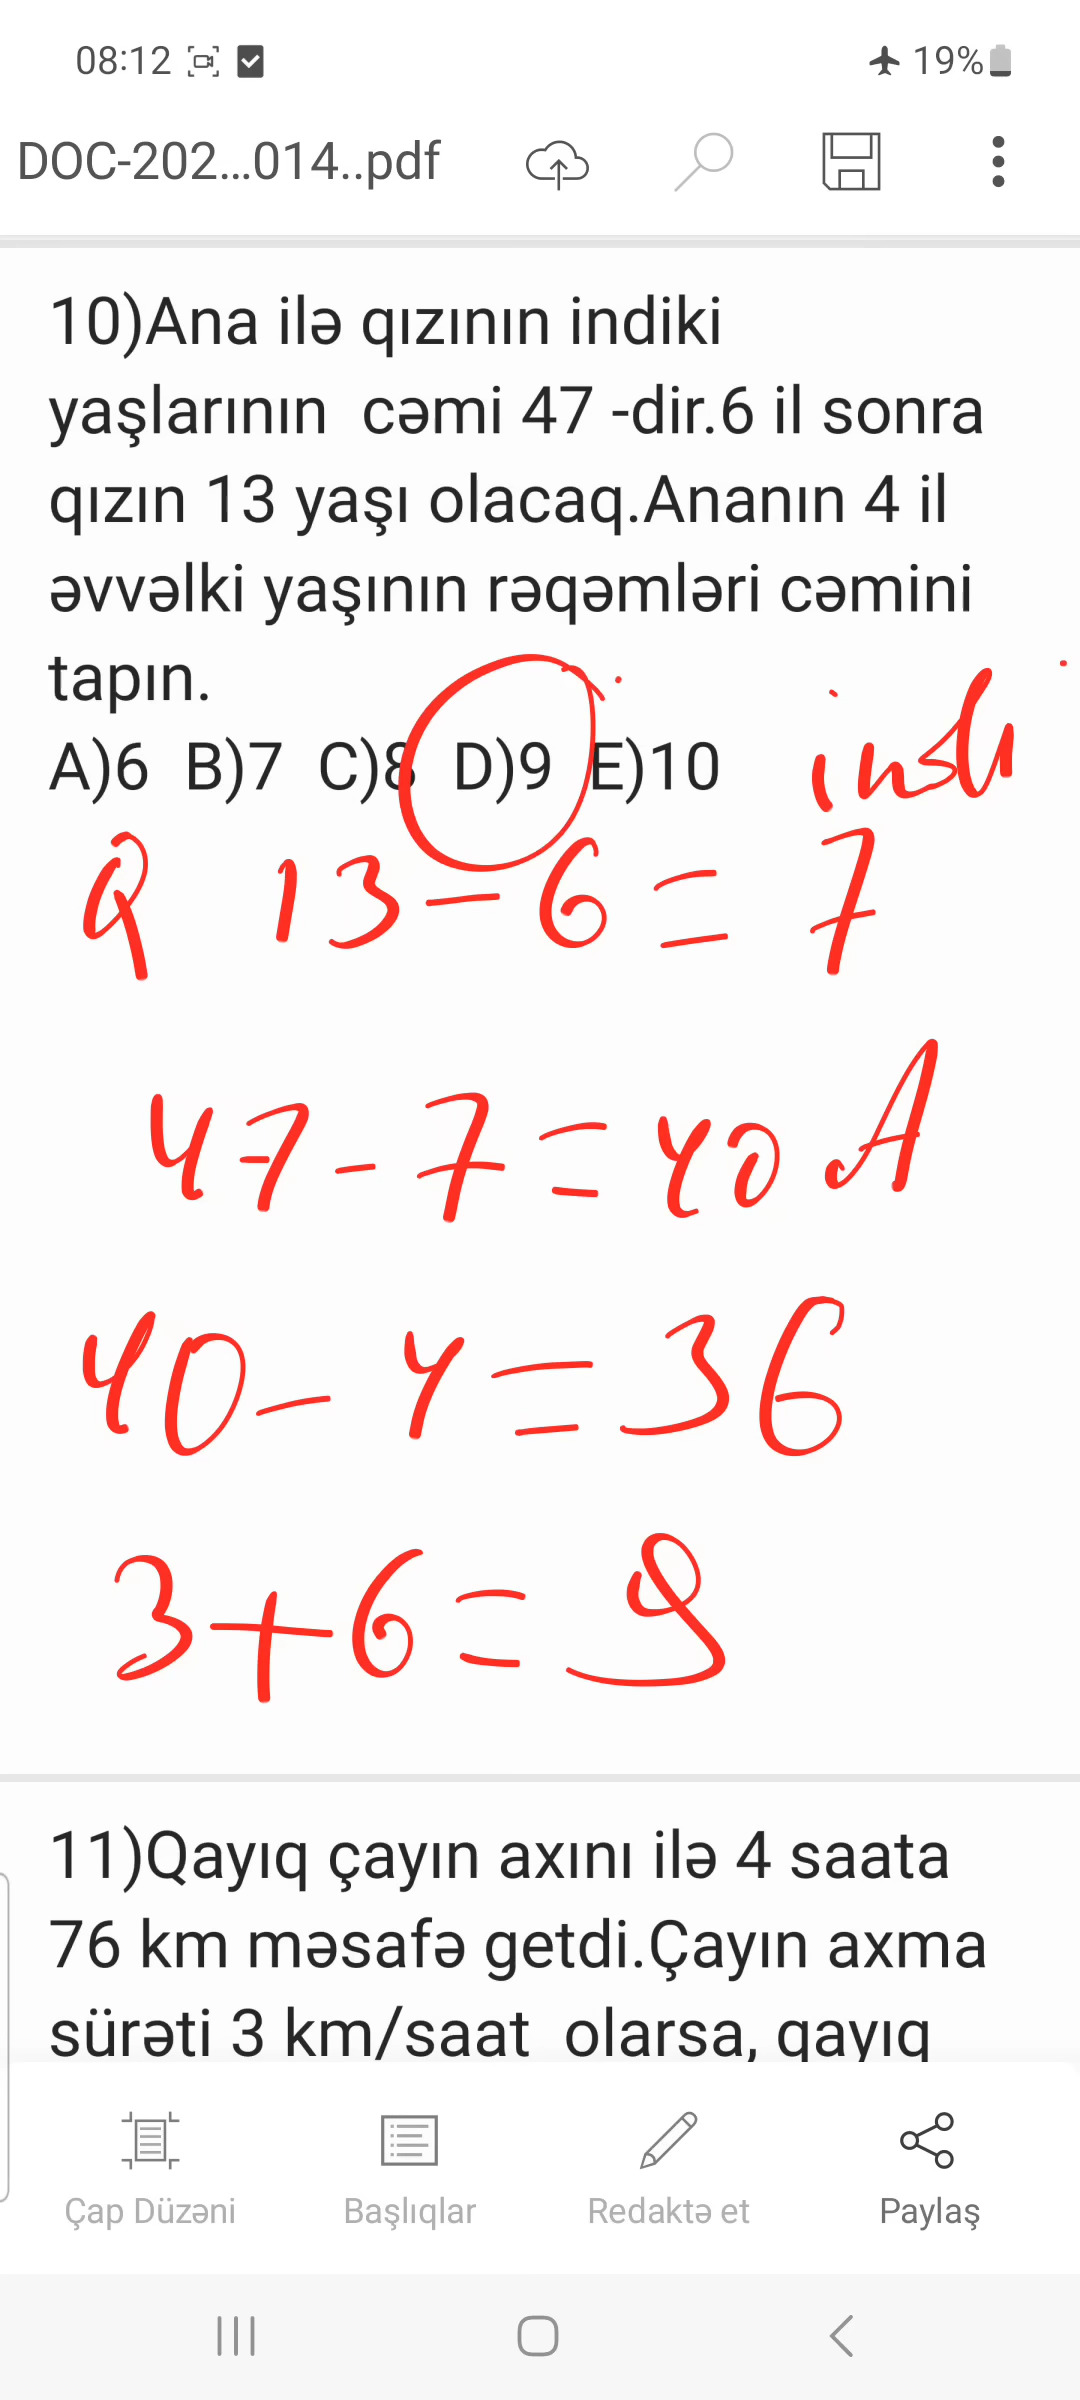 08:12 19%
DOC-202...014..pdf
10)Ana ilə qızının indiki
yaşlarının cəmi 47 -dir.6 il sonra
qızın 13 yaşı olacaq.Ananın 4 il
əvvəlki yaşının rəqəmləri cəmini
tapın.
A)6 B)7 C)8 D)9 E)10
Q 13-6=7
47-7=40 A
40-4=36
3+6=9
11)Qayıq çayın axını ilə 4 saata
76 km məsafə getdi.Çayın axma
sürəti 3 km/saat olarsa, qayıq
Çap Düzəni Başlıqlar Redaktə et Paylaş